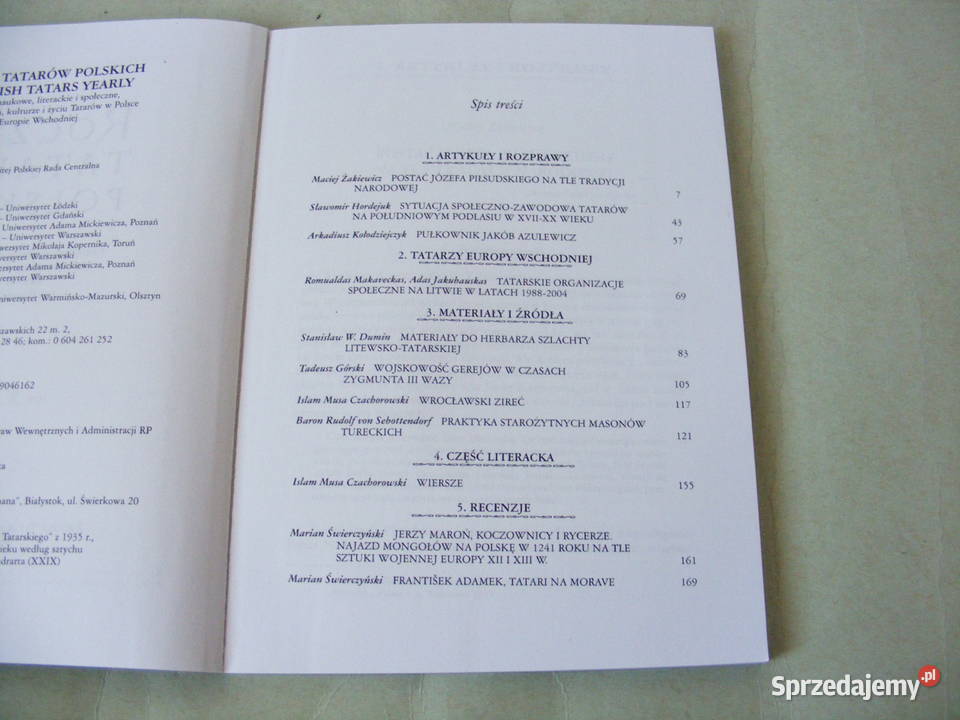 TATARÓW POLSKICH
ISH TATARS YEARLY
naukowe, literackie i społeczne,
, kulturze i życiu Tatarów w Polsce
Europie Wschodniej
tej Polskiej Rada Centralna
– Uniwersytet Łódzki
– Uniwersytet Gdański
Uniwersytet Adama Mickiewicza, Poznań
– Uniwersytet Warszawski
wersytet Mikołaja Kopernika, Toruń
wersytet Warszawski
wersytet Adama Mickiewicza, Poznań
wersytet Warszawski
niwersytet Warmińsko-Mazurski, Olsztyn
szawskich 22 m. 2,
28 46; kom.: 0 604 261 252
9046162
aw Wewnętrznych i Administracji RP
ana", Białystok, ul. Świerkowa 20
Tatarskiego" z 1935 r.,
ieku według sztychu
ndrarta (XXIX)
Spis treści
1. ARTYKUŁY I ROZPRAWY
Maciej Żakiewicz POSTAĆ JÓZEFA PIŁSUDSKIEGO NA TLE TRADYCJI
NARODOWEJ 7
Sławomir Hordejuk SYTUACJA SPOŁECZNO-ZAWODOWA TATARÓW
NA POŁUDNIOWYM PODLASIU W XVII-XX WIEKU 43
Arkadiusz Kołodziejczyk PUŁKOWNIK JAKÓB AZULEWICZ 57
2. TATARZY EUROPY WSCHODNIEJ
Romualdas Makaveckas, Adas Jakubauskas TATARSKIE ORGANIZACJE
SPOŁECZNE NA LITWIE W LATACH 1988-2004 69
3. MATERIAŁY I ŹRÓDŁA
Stanisław W. Dumin MATERIAŁY DO HERBARZA SZLACHTY
LITEWSKO-TATARSKIEJ 83
Tadeusz Górski WOJSKOWOŚĆ GEREJÓW W CZASACH
ZYGMUNTA III WAZY 105
Islam Musa Czachorowski WROCŁAWSKI ZIREĆ 117
Baron Rudolf von Sebottendorf PRAKTYKA STAROŻYTNYCH MASONÓW
TURECKICH 121
4. CZĘŚĆ LITERACKA
Islam Musa Czachorowski WIERSZE 155
5. RECENZJE
Marian Świerczyński JERZY MAROŃ, KOCZOWNICY I RYCERZE.
NAJAZD MONGOŁÓW NA POLSKĘ W 1241 ROKU NA TLE
SZTUKI WOJENNEJ EUROPY XII I XIII W. 161
Marian Świerczyński FRANTIŠEK ADAMEK, TATARI NA MORAVE 169
Sprzedajemy.pl